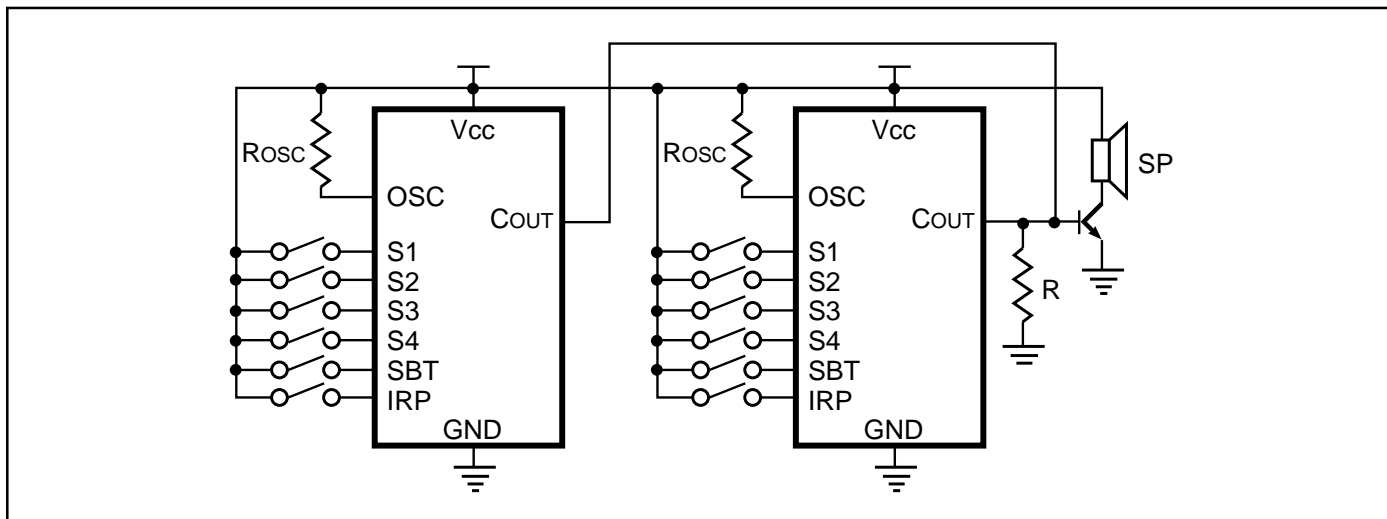 Vcc
ROSC
OSC
COUT
S1
S2
S3
S4
SBT
IRP
GND
Vcc
ROSC
OSC
COUT
S1
S2
S3
S4
SBT
IRP
GND
SP
R